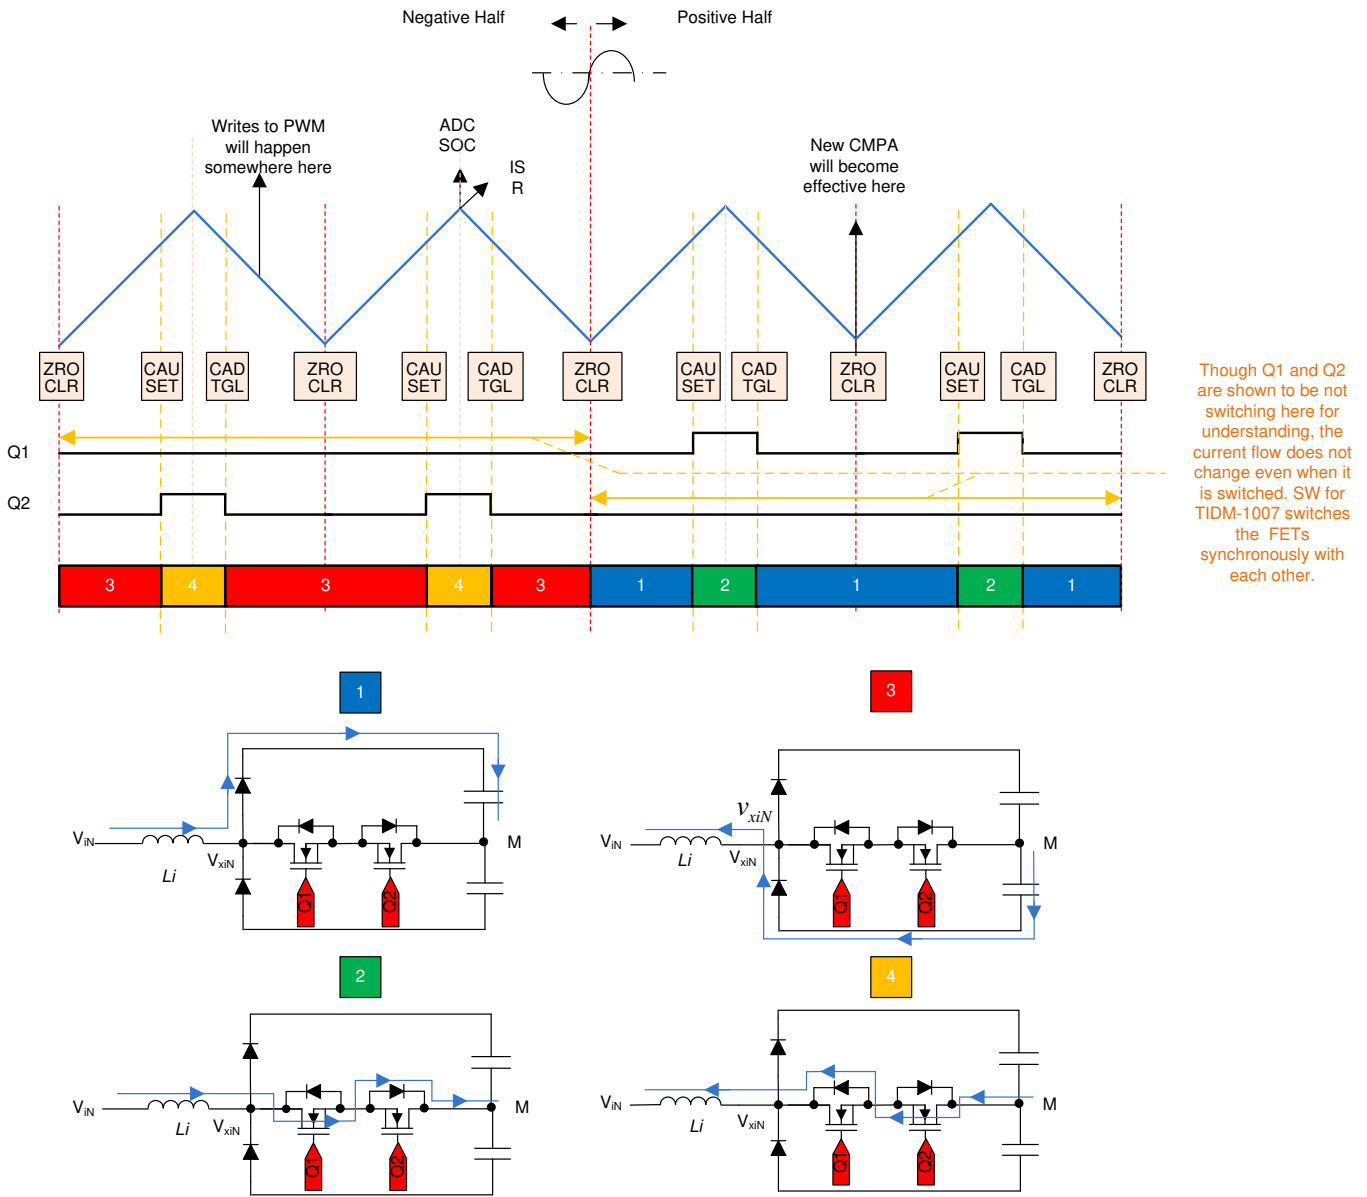 Negative Half
Positive Half
Writes to PWM
will happen
somewhere here
ADC
SOC
IS
R
New CMPA
will become
effective here
ZRO
CLR
CAU
SET
CAD
TGL
ZRO
CLR
CAU
SET
CAD
TGL
ZRO
CLR
CAU
SET
CAD
TGL
ZRO
CLR
CAU
SET
CAD
TGL
ZRO
CLR
Though Q1 and Q2
are shown to be not
switching here for
understanding, the
current flow does not
change even when it
is switched. SW for
TIDM-1007 switches
the FETs
synchronously with
each other.
Q1
Q2
3
4
3
4
3
1
2
1
2
1
1
ViN
Li
VxiN
Q1
Q2
M
3
vxiN
ViN
Li
VxiN
Q1
Q2
M
2
ViN
Li
VxiN
Q1
Q2
M
4
ViN
Li
VxiN
Q1
Q2
M